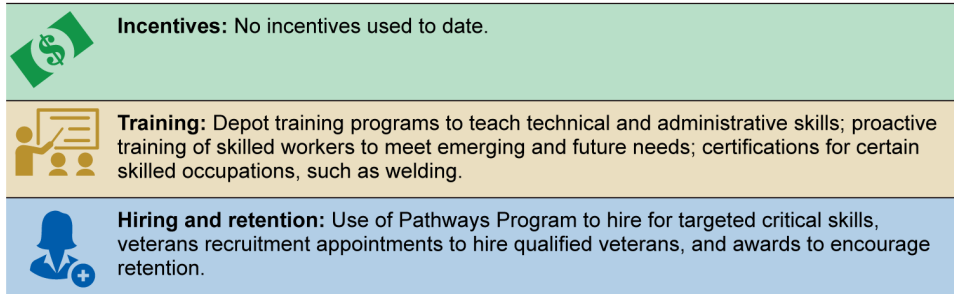 Incentives: No incentives used to date.
Training: Depot training programs to teach technical and administrative skills; proactive
training of skilled workers to meet emerging and future needs; certifications for certain
skilled occupations, such as welding.
Hiring and retention: Use of Pathways Program to hire for targeted critical skills,
veterans recruitment appointments to hire qualified veterans, and awards to encourage
retention.